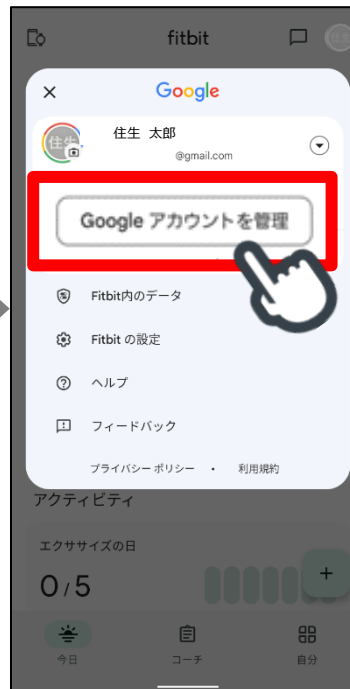 fitbit
Google
住生
住生 太郎
@gmail.com
Google アカウントを管理
Fitbit内のデータ
Fitbit の設定
ヘルプ
フィードバック
プライバシー ポリシー ・ 利用規約
アクティビティ
エクササイズの日
0 / 5
+
今日 コーチ 自分